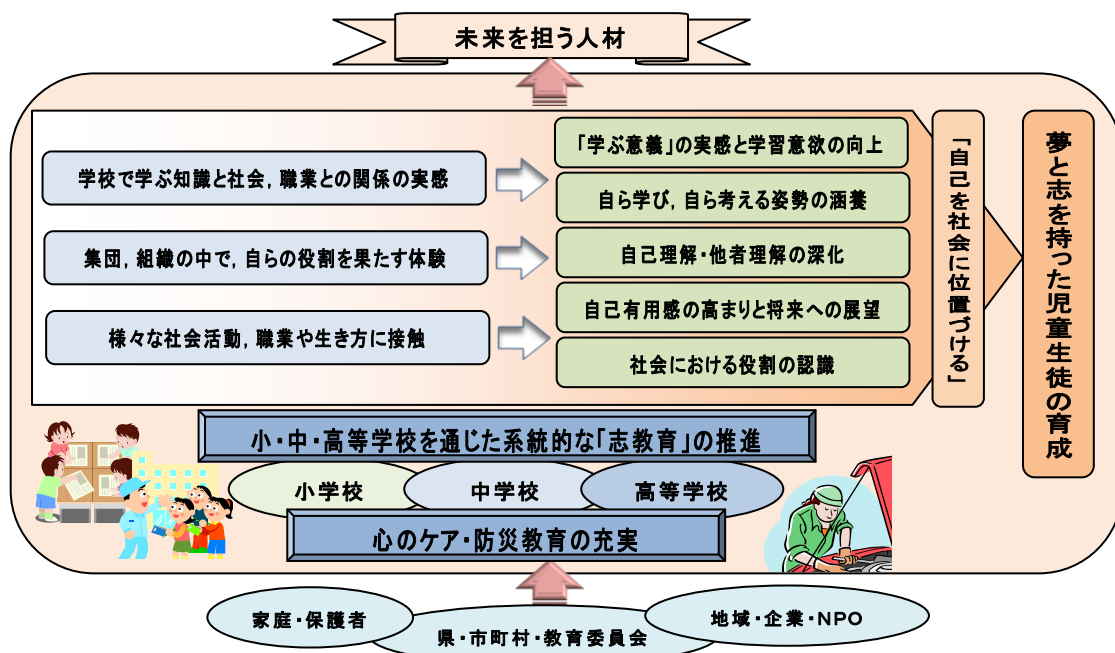 未来を担う人材
学校で学ぶ知識と社会，職業との関係の実感
集団，組織の中で，自らの役割を果たす体験
様々な社会活動，職業や生き方に接触
「学ぶ意義」の実感と学習意欲の向上
自ら学び，自ら考える姿勢の涵養
自己理解・他者理解の深化
自己有用感の高まりと将来への展望
社会における役割の認識
「自己を社会に位置づける」
夢と志を持った児童生徒の育成
小・中・高等学校を通じた系統的な「志教育」の推進
小学校
中学校
高等学校
心のケア・防災教育の充実
家庭・保護者
県・市町村・教育委員会
地域・企業・NPO